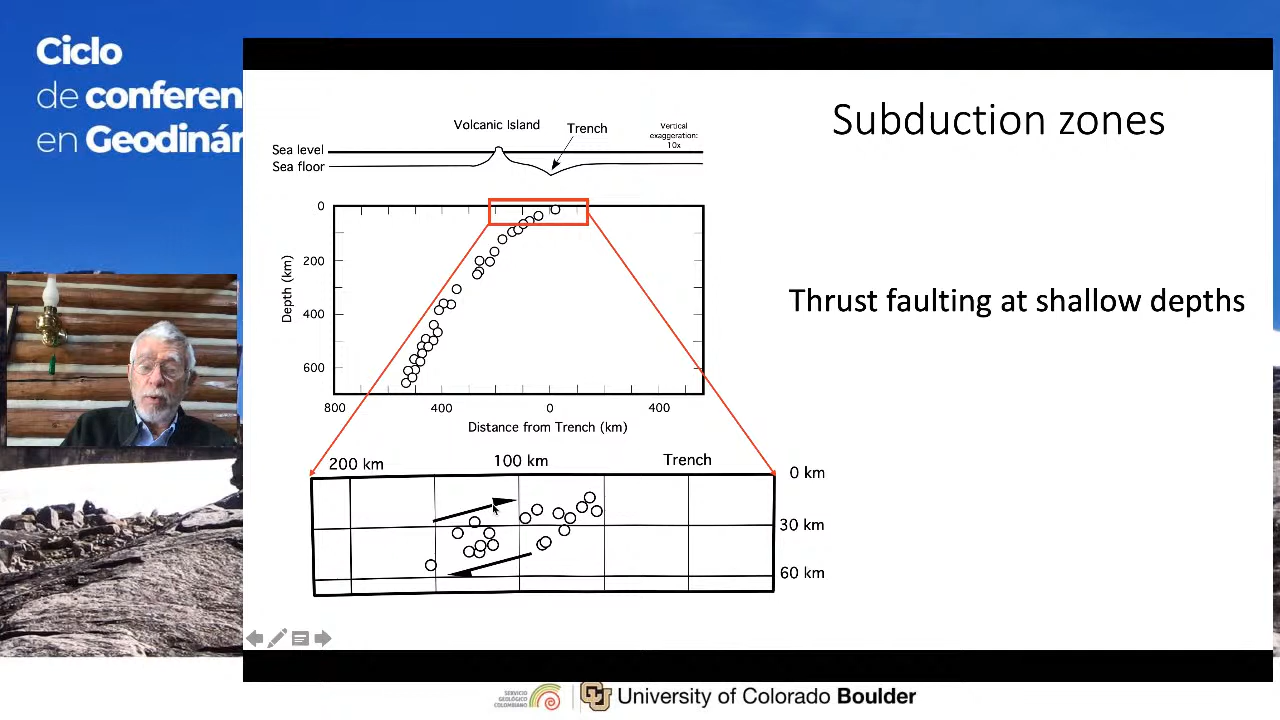 Ciclo
de conferen
en Geodinár
Subduction zones
Volcanic Island
Trench
Vertical
exaggeration:
10x
Sea level
Sea floor
0
200
400
600
Depth (km)
800
400
0
400
Distance from Trench (km)
Thrust faulting at shallow depths
200 km
100 km
Trench
0 km
30 km
60 km
SERVICIO
GEOLÓGICO
COLOMBIANO
CU
University of Colorado Boulder